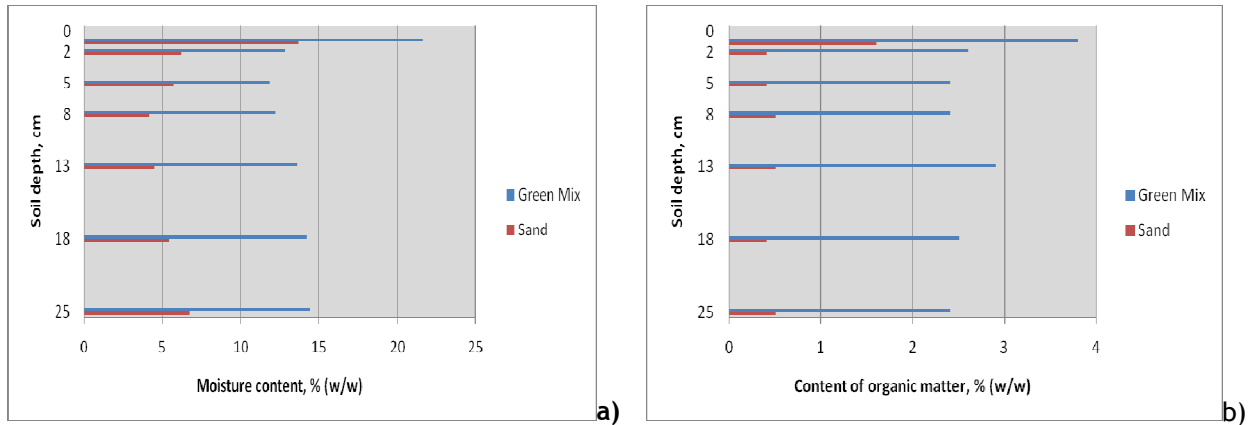 0
2
5
8
13
18
25
Soil depth, cm
0 5 10 15 20 25
Moisture content, % (w/w)
Green Mix
Sand
a)
0
2
5
8
13
18
25
Soil depth, cm
0 1 2 3 4
Content of organic matter, % (w/w)
Green Mix
Sand
b)